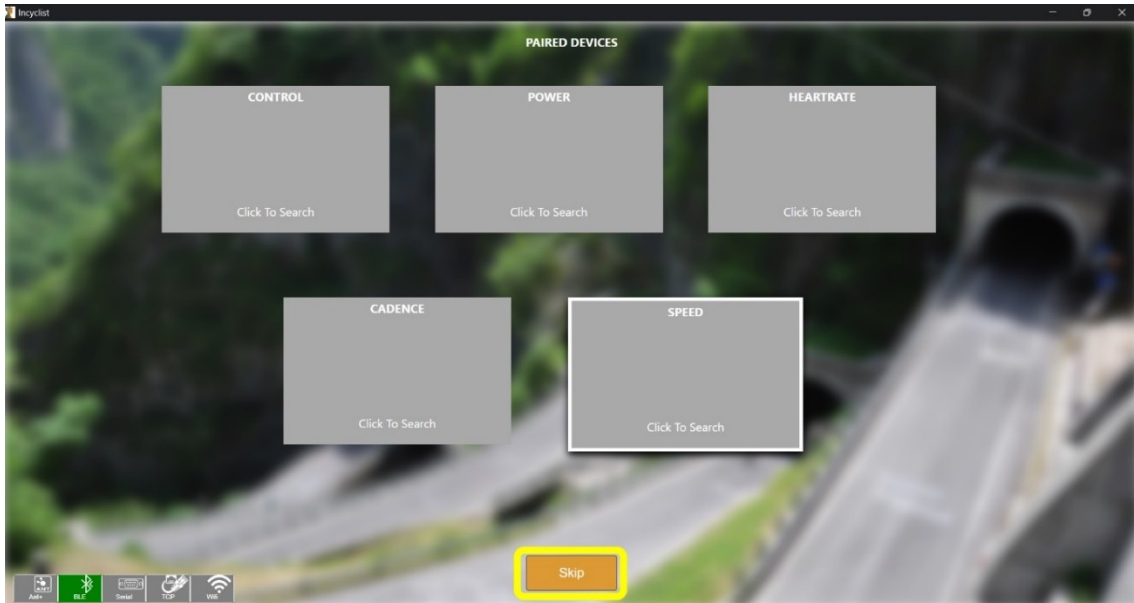 Incyclist
PAIRED DEVICES
CONTROL
Click To Search
POWER
Click To Search
HEARTRATE
Click To Search
CADENCE
Click To Search
SPEED
Click To Search
Skip
ANT
Ant+
BLE
Serial
TCP
Wifi